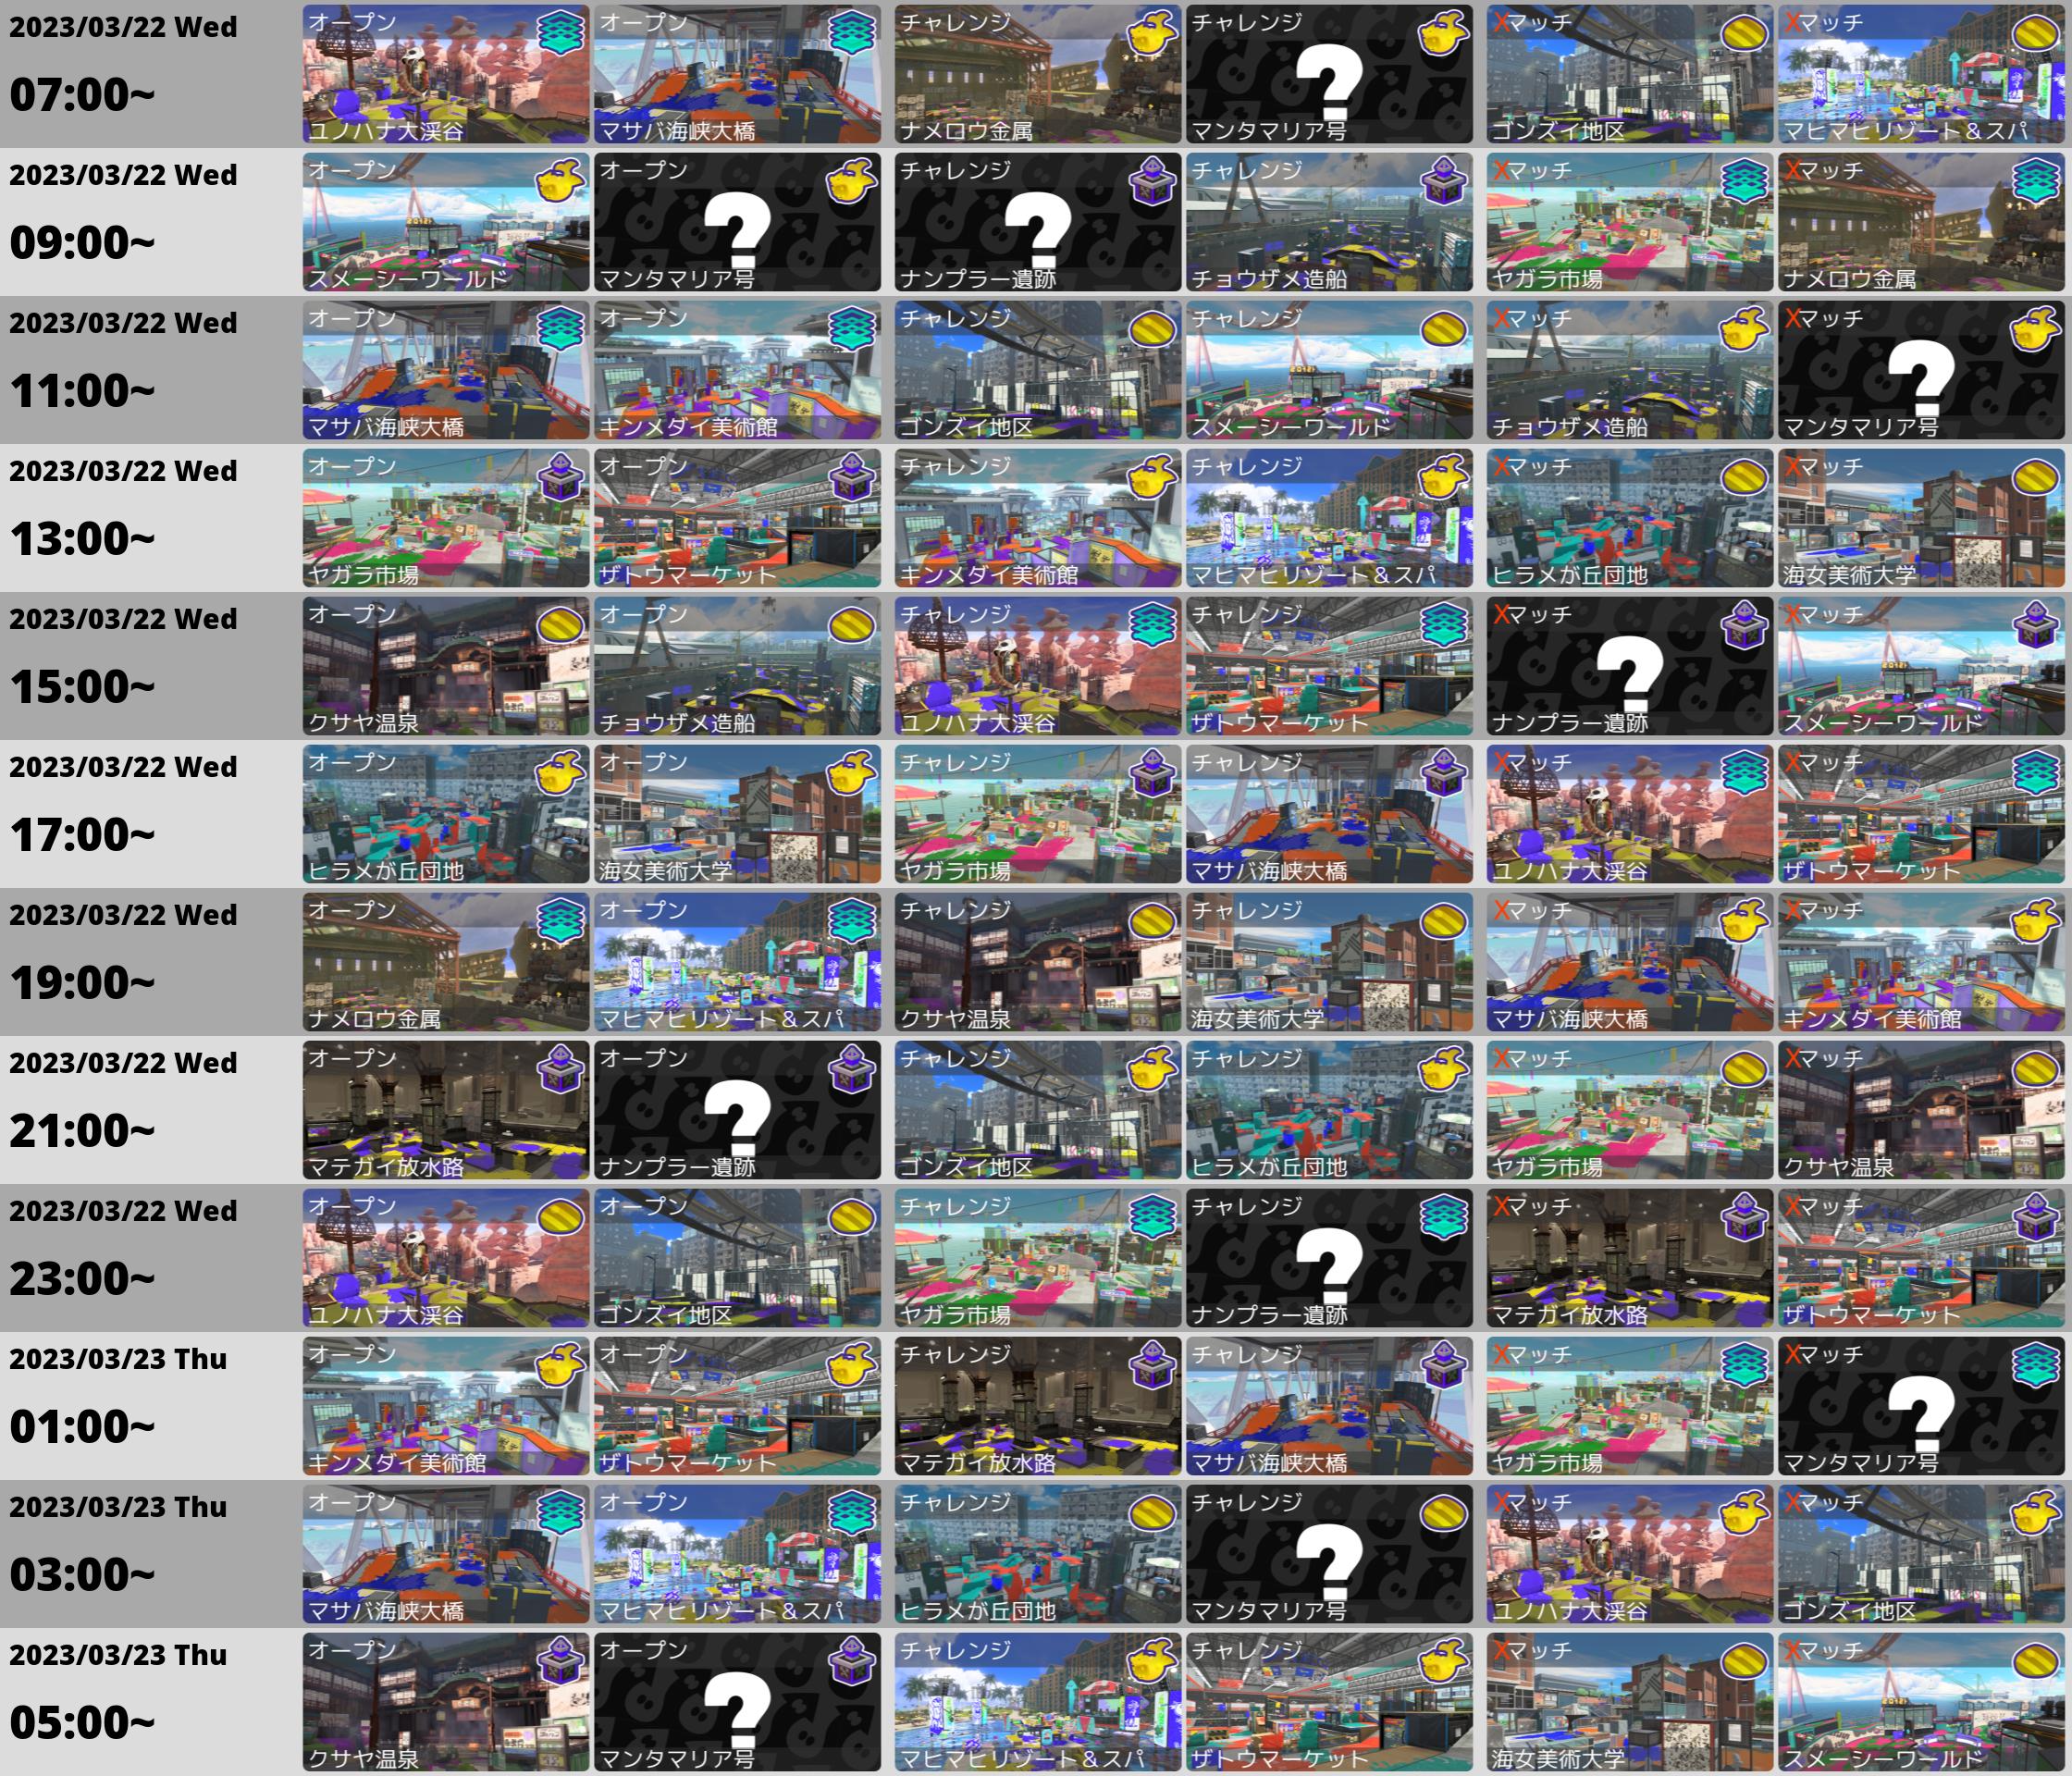 2023/03/22 Wed
07:00~
オープン
ユノハナ大渓谷
オープン
マサバ海峡大橋
チャレンジ
ナメロウ金属
チャレンジ
マンタマリア号
Xマッチ
ゴンズイ地区
Xマッチ
マヒマヒリゾート＆スパ
2023/03/22 Wed
09:00~
オープン
スメーシーワールド
オープン
マンタマリア号
チャレンジ
ナンプラー遺跡
チャレンジ
チョウザメ造船
Xマッチ
ヤガラ市場
Xマッチ
ナメロウ金属
2023/03/22 Wed
11:00~
オープン
マサバ海峡大橋
オープン
キンメダイ美術館
チャレンジ
ゴンズイ地区
チャレンジ
スメーシーワールド
Xマッチ
チョウザメ造船
Xマッチ
マンタマリア号
2023/03/22 Wed
13:00~
オープン
ヤガラ市場
オープン
ザトウマーケット
チャレンジ
キンメダイ美術館
チャレンジ
マヒマヒリゾート＆スパ
Xマッチ
ヒラメが丘団地
Xマッチ
海女美術大学
2023/03/22 Wed
15:00~
オープン
クサヤ温泉
オープン
チョウザメ造船
チャレンジ
ユノハナ大渓谷
チャレンジ
ザトウマーケット
Xマッチ
ナンプラー遺跡
Xマッチ
スメーシーワールド
2023/03/22 Wed
17:00~
オープン
ヒラメが丘団地
オープン
海女美術大学
チャレンジ
ヤガラ市場
チャレンジ
マサバ海峡大橋
Xマッチ
ユノハナ大渓谷
Xマッチ
ザトウマーケット
2023/03/22 Wed
19:00~
オープン
ナメロウ金属
オープン
マヒマヒリゾート＆スパ
チャレンジ
クサヤ温泉
チャレンジ
海女美術大学
Xマッチ
マサバ海峡大橋
Xマッチ
キンメダイ美術館
2023/03/22 Wed
21:00~
オープン
マテガイ放水路
オープン
ナンプラー遺跡
チャレンジ
ゴンズイ地区
チャレンジ
ヒラメが丘団地
Xマッチ
ヤガラ市場
Xマッチ
クサヤ温泉
2023/03/22 Wed
23:00~
オープン
ユノハナ大渓谷
オープン
ゴンズイ地区
チャレンジ
ヤガラ市場
チャレンジ
ナンプラー遺跡
Xマッチ
マテガイ放水路
Xマッチ
ザトウマーケット
2023/03/23 Thu
01:00~
オープン
キンメダイ美術館
オープン
ザトウマーケット
チャレンジ
マテガイ放水路
チャレンジ
マサバ海峡大橋
Xマッチ
ヤガラ市場
Xマッチ
マンタマリア号
2023/03/23 Thu
03:00~
オープン
マサバ海峡大橋
オープン
マヒマヒリゾート＆スパ
チャレンジ
ヒラメが丘団地
チャレンジ
マンタマリア号
Xマッチ
ユノハナ大渓谷
Xマッチ
ゴンズイ地区
2023/03/23 Thu
05:00~
オープン
クサヤ温泉
オープン
マンタマリア号
チャレンジ
マヒマヒリゾート＆スパ
チャレンジ
ザトウマーケット
Xマッチ
海女美術大学
Xマッチ
スメーシーワールド